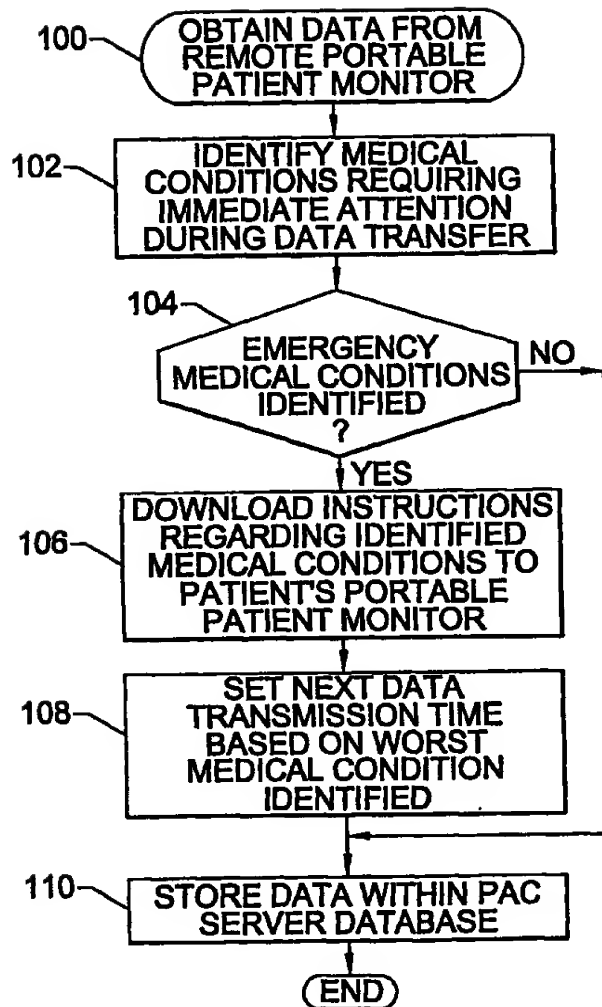 100
OBTAIN DATA FROM
REMOTE PORTABLE
PATIENT MONITOR
102
IDENTIFY MEDICAL
CONDITIONS REQUIRING
IMMEDIATE ATTENTION
DURING DATA TRANSFER
104
EMERGENCY
MEDICAL CONDITIONS
IDENTIFIED
?
NO
YES
106
DOWNLOAD INSTRUCTIONS
REGARDING IDENTIFIED
MEDICAL CONDITIONS TO
PATIENT'S PORTABLE
PATIENT MONITOR
108
SET NEXT DATA
TRANSMISSION TIME
BASED ON WORST
MEDICAL CONDITION
IDENTIFIED
110
STORE DATA WITHIN PAC
SERVER DATABASE
END